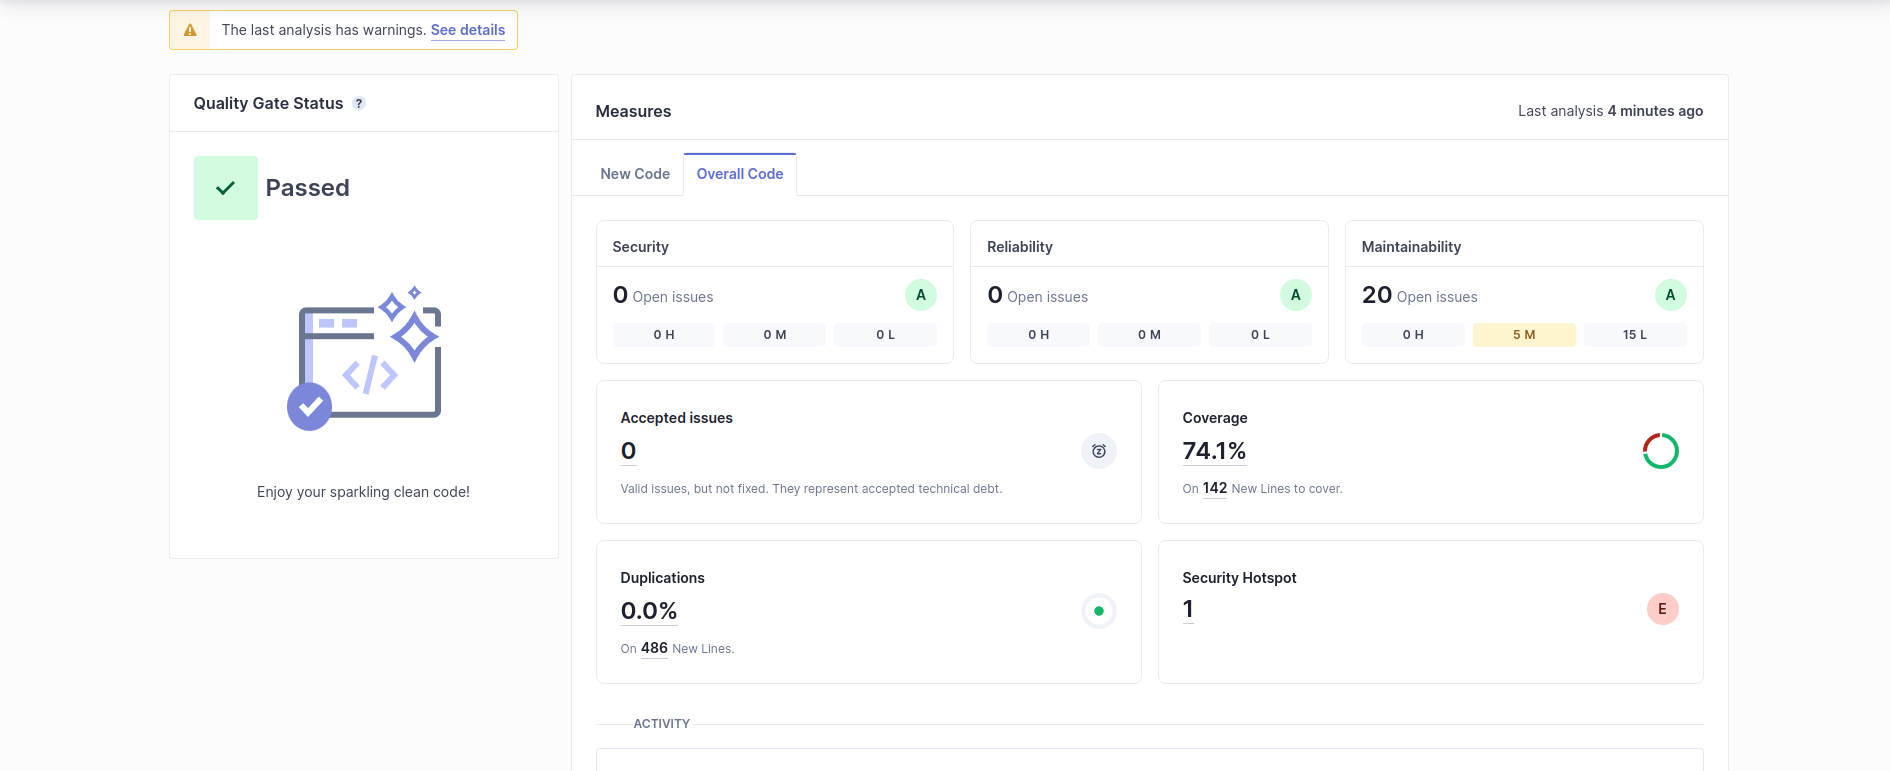 The last analysis has warnings. See details
Quality Gate Status ?
Passed
Enjoy your sparkling clean code!
Measures
Last analysis 4 minutes ago
New Code
Overall Code
Security
0 Open issues
A
0 H
0 M
0 L
Reliability
0 Open issues
A
0 H
0 M
0 L
Maintainability
20 Open issues
A
0 H
5 M
15 L
Accepted issues
0
Valid issues, but not fixed. They represent accepted technical debt.
Coverage
74.1%
On 142 New Lines to cover.
Duplications
0.0%
On 486 New Lines.
Security Hotspot
1
E
ACTIVITY